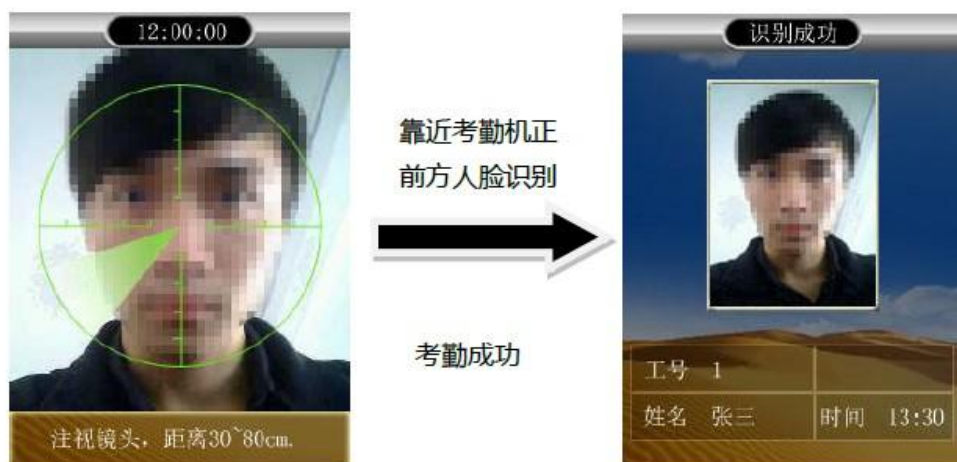 12:00:00
注视镜头，距离30~80cm.
靠近考勤机正
前方人脸识别
考勤成功
识别成功
工号 1
姓名 张三 时间 13:30